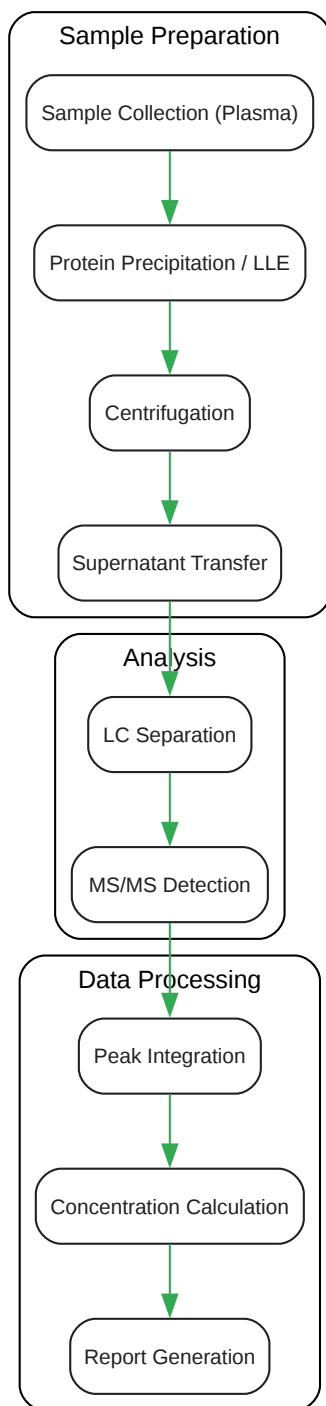 Sample Preparation
Sample Collection (Plasma)
Protein Precipitation / LLE
Centrifugation
Supernatant Transfer
Analysis
LC Separation
MS/MS Detection
Data Processing
Peak Integration
Concentration Calculation
Report Generation